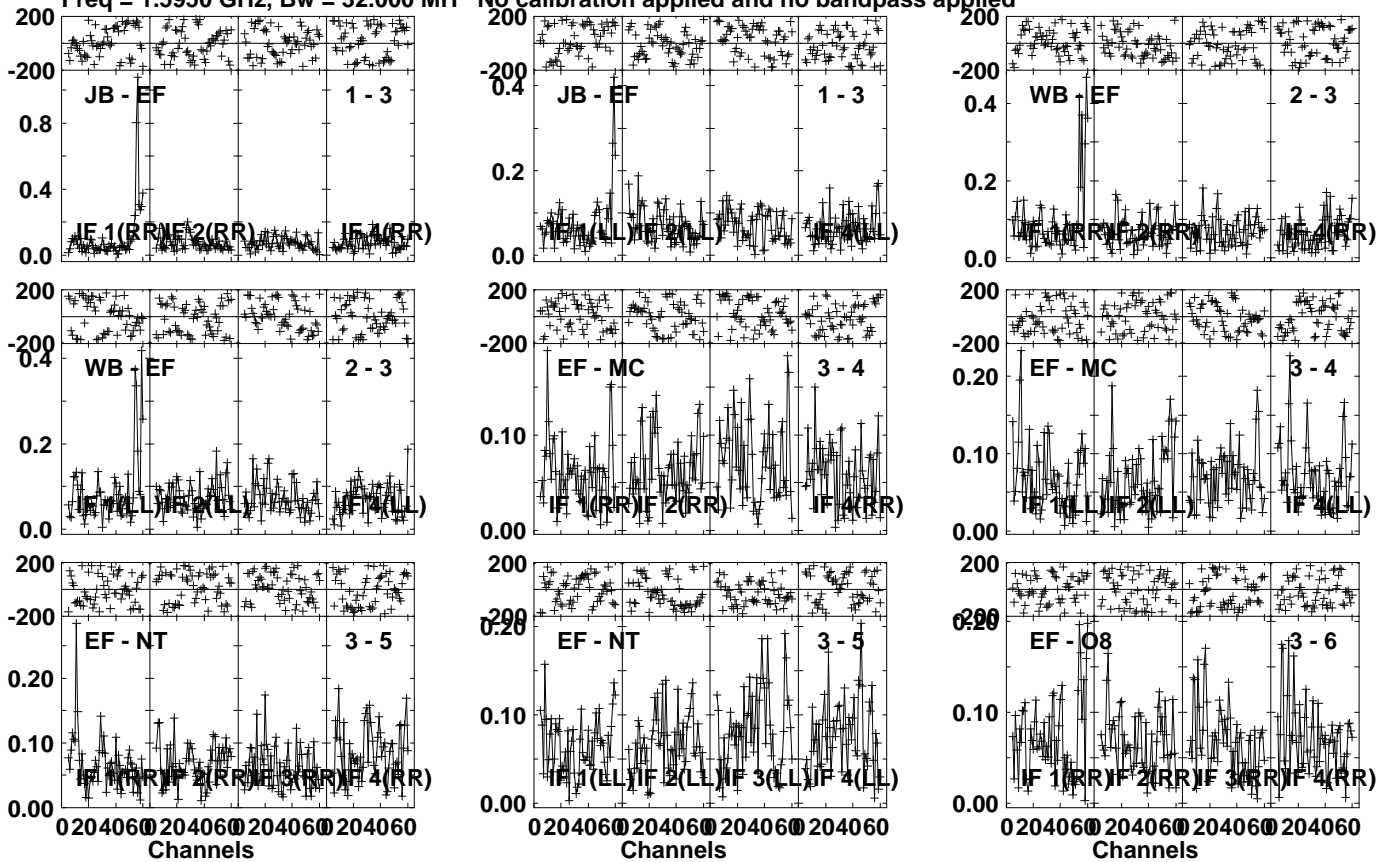 Freq = 1.5950 GHz, Bw = 32.000 MH No calibration applied and no bandpass applied
200 200 200
-200 -200 -200
JB - EF 1 - 3 JB - EF 1 - 3 WB - EF 2 - 3
0.8 0.4 0.4
0.4 0.2 0.2
IF 1(RR) IF 2(RR) IF 4(RR) IF 1(LL) IF 2(LL) IF 4(LL) IF 1(RR) IF 2(RR) IF 4(RR)
0.0 0.0 0.0
200 200 200
-200 -200 -200
WB - EF 2 - 3 EF - MC 3 - 4 EF - MC 3 - 4
0.4 0.20
0.2 0.10 0.10
IF 1(LL) IF 2(LL) IF 4(LL) IF 1(RR) IF 2(RR) IF 4(RR) IF 1(LL) IF 2(LL) IF 4(LL)
0.0 0.00 0.00
200 200 200
-200 -200 -200
0.20 0.20
EF - NT 3 - 5 EF - NT 3 - 5 EF - O8 3 - 6
0.20
0.10 0.10 0.10
IF 1(RR) IF 2(RR) IF 3(RR) IF 4(RR) IF 1(LL) IF 2(LL) IF 3(LL) IF 4(LL) IF 1(RR) IF 2(RR) IF 3(RR) IF 4(RR)
0.00 0.00 0.00
0 20 40 60 0 20 40 60 0 20 40 60 0 20 40 60 0 20 40 60 0 20 40 60 0 20 40 60 0 20 40 60 0 20 40 60 0 20 40 60 0 20 40 60 0 20 40 60
Channels Channels Channels